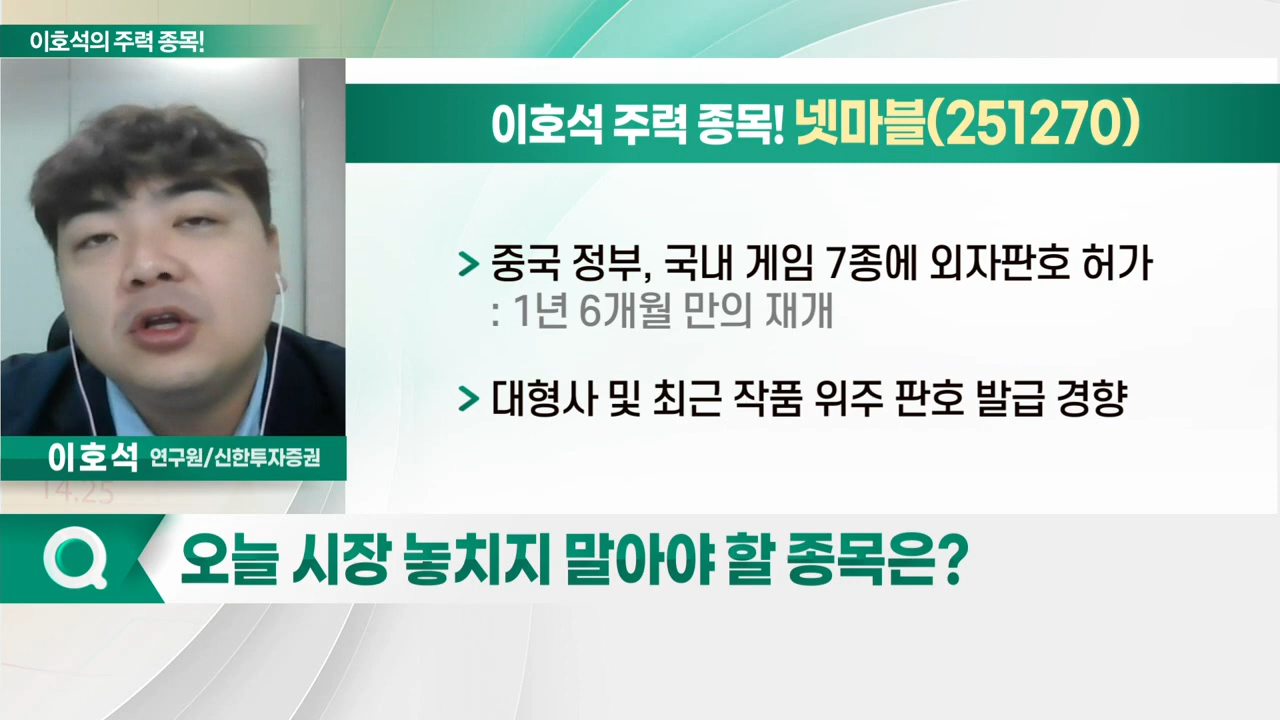 이호석의 주력 종목!
이호석 주력 종목! 넷마블(251270)
중국 정부, 국내 게임 7종에 외자판호 허가
: 1년 6개월 만의 재개
대형사 및 최근 작품 위주 판호 발급 경향
이호석 연구원/신한투자증권
14.25
Q 오늘 시장 놓치지 말아야 할 종목은?